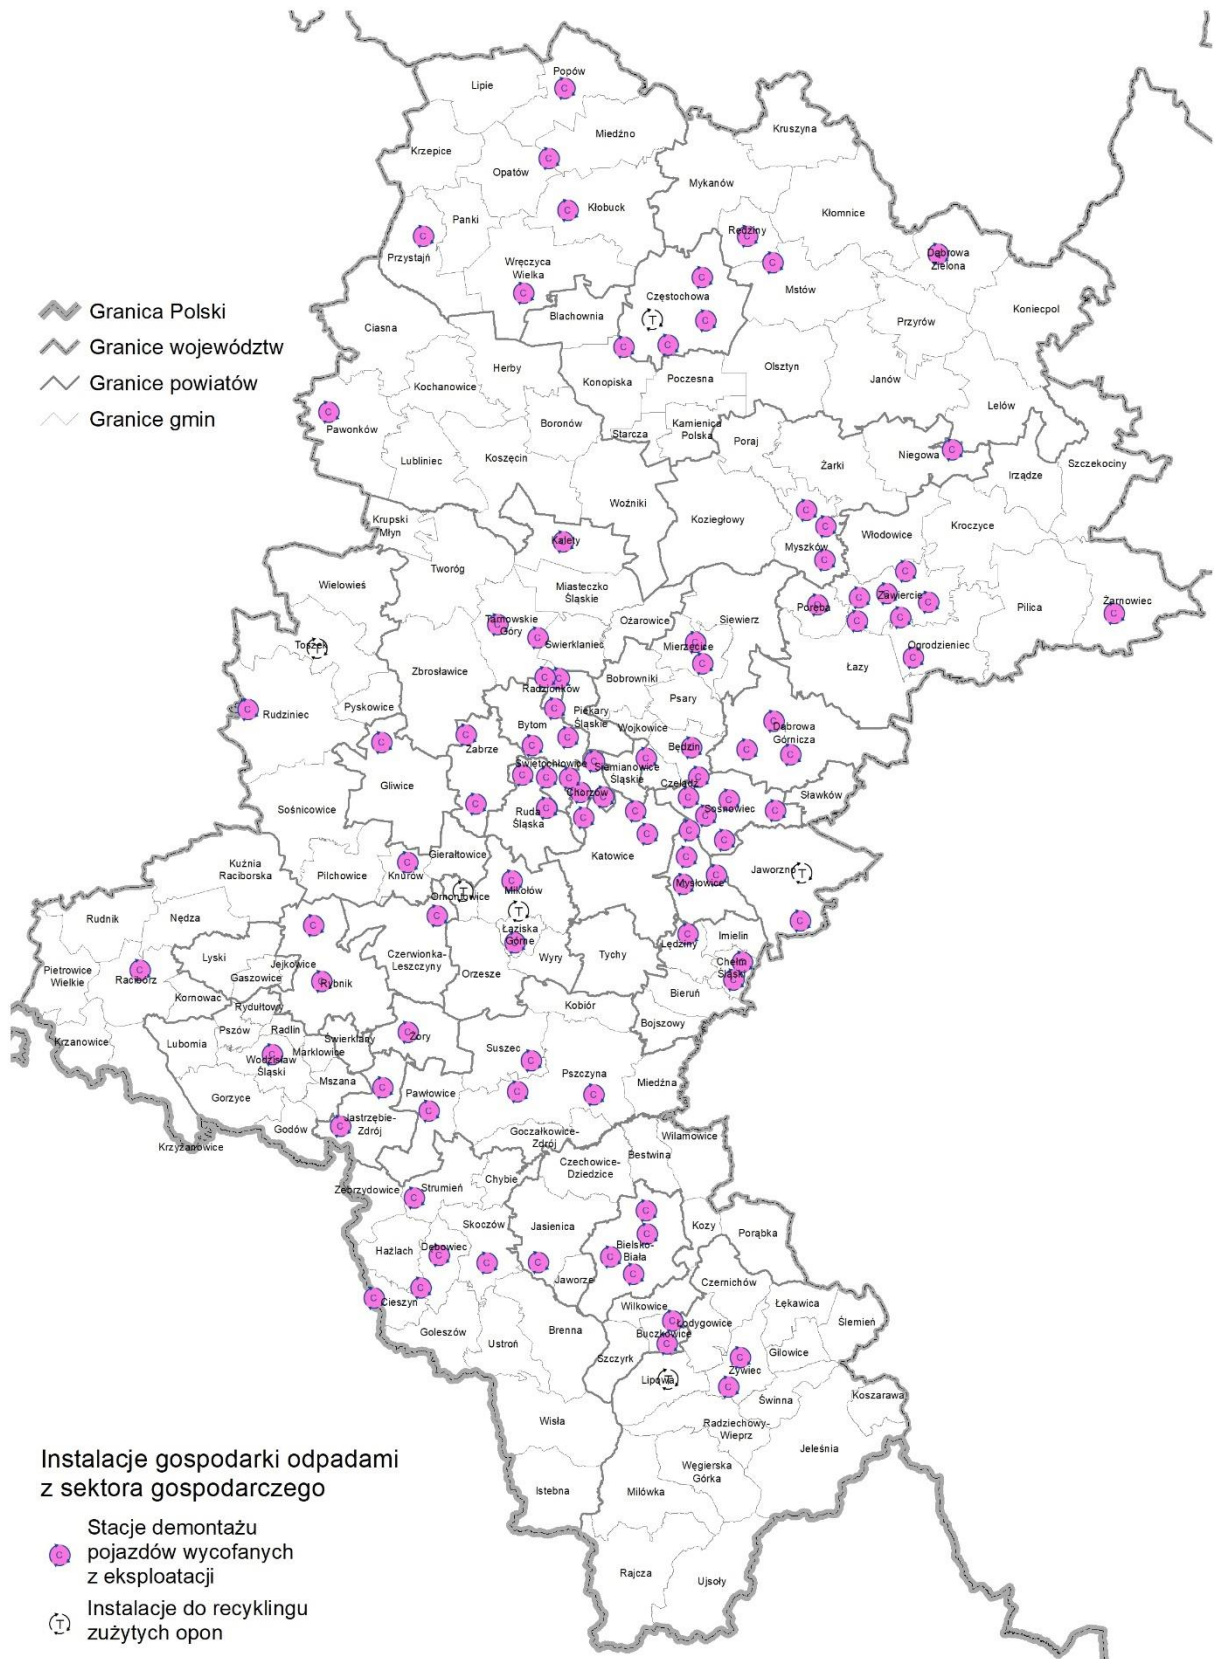 Popów
Lipie
Kruszyna
Miedźno
Krzepice
Opatów
Mykanów
Kłobuck
Kłomnice
Panki
Rędziny
Przystajń
Dąbrowa
Zielona
Wręczyca
Wielka
Mstów
Częstochowa
Koniecpol
Granica Polski
Blachownia
Przyrów
Ciasna
Granice województw
Olsztyn
Herby
Janów
Granice powiatów
Konopiska
Poczesna
Kochanowice
Lelów
Granice gmin
Boronów
Kamienica
Polska
Pawonków
Starcza
Poraj
Niegowa
Lubliniec
Koszęcin
Żarki
Szczekociny
Irządze
Woźniki
Koziegłowy
Krupski
Młyn
Kroczyce
Włodowice
Kalety
Myszków
Tworóg
Wielowieś
Miasteczko
Śląskie
Zawiercie
Poręba
Pilica
Żarnowiec
Tarnowskie
Góry
Ożarowice
Siewierz
Świerklaniec
Toszek
Mierzęcice
Ogrodzieniec
Zbrosławice
Łazy
Bobrowniki
Radzionków
Psary
Pyskowice
Rudziniec
Piekary
Śląskie
Bytom
Wojkowice
Dąbrowa
Górnicza
Zabrze
Będzin
Świętochłowice
Siemianowice
Śląskie
Gliwice
Czeladź
Chorzów
Sławków
Sośnicowice
Sosnowiec
Ruda
Śląska
Gierałtowice
Katowice
Kuźnia
Raciborska
Jaworzno
Pilchowice
Knurów
Mysłowice
Ornontowice
Mikołów
Rudnik
Nędza
Łaziska
Górne
Imielin
Lędziny
Czerwionka-
Leszczyny
Tychy
Lyski
Wyry
Jejkowice
Chełm
Śląski
Pietrowice
Wielkie
Racibórz
Gaszowice
Orzesze
Rybnik
Bieruń
Kornowac
Kobiór
Rydułtowy
Bojszowy
Pszów
Radlin
Krzanowice
Lubomia
Świerklany
Żory
Suszec
Marklowice
Wodzisław
Śląski
Pszczyna
Mszana
Miedźna
Pawłowice
Gorzyce
Jastrzębie-
Zdrój
Godów
Goczałkowice-
Zdrój
Wilamowice
Krzyżanowice
Bestwina
Czechowice-
Dziedzice
Chybie
Zebrzydowice
Strumień
Skoczów
Jasienica
Kozy
Porąbka
Hażlach
Dębowiec
Bielsko-
Biała
Jaworze
Czernichów
Cieszyn
Wilkowice
Łękawica
Ślemień
Łodygowice
Goleszów
Brenna
Buczkowice
Ustroń
Gilowice
Szczyrk
Żywiec
Lipowa
Koszarawa
Świnna
Wisła
Radziechowy-
Wieprz
Jeleśnia
Węgierska
Górka
Istebna
Milówka
Rajcza
Ujsoły
Instalacje gospodarki odpadami
z sektora gospodarczego
C Stacje demontażu
pojazdów wycofanych
z eksploatacji
T Instalacje do recyklingu
zużytych opon